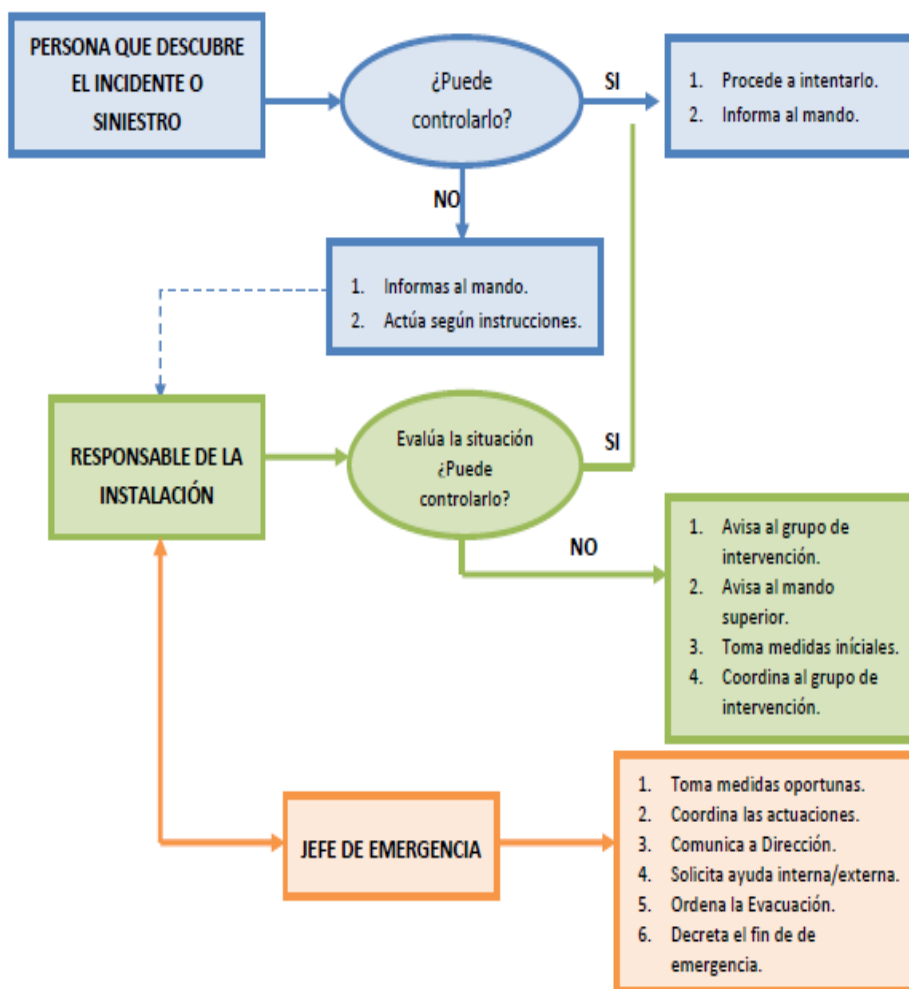 PERSONA QUE DESCUBRE
EL INCIDENTE O
SINIESTRO
¿Puede
controlarlo?
SI
1. Procede a intentarlo.
2. Informa al mando.
NO
1. Informas al mando.
2. Actúa según instrucciones.
RESPONSABLE DE LA
INSTALACIÓN
Evalúa la situación
¿Puede
controlarlo?
SI
NO
1. Avisa al grupo de
intervención.
2. Avisa al mando
superior.
3. Toma medidas iníciales.
4. Coordina al grupo de
intervención.
JEFE DE EMERGENCIA
1. Toma medidas oportunas.
2. Coordina las actuaciones.
3. Comunica a Dirección.
4. Solicita ayuda interna/externa.
5. Ordena la Evacuación.
6. Decreta el fin de de
emergencia.